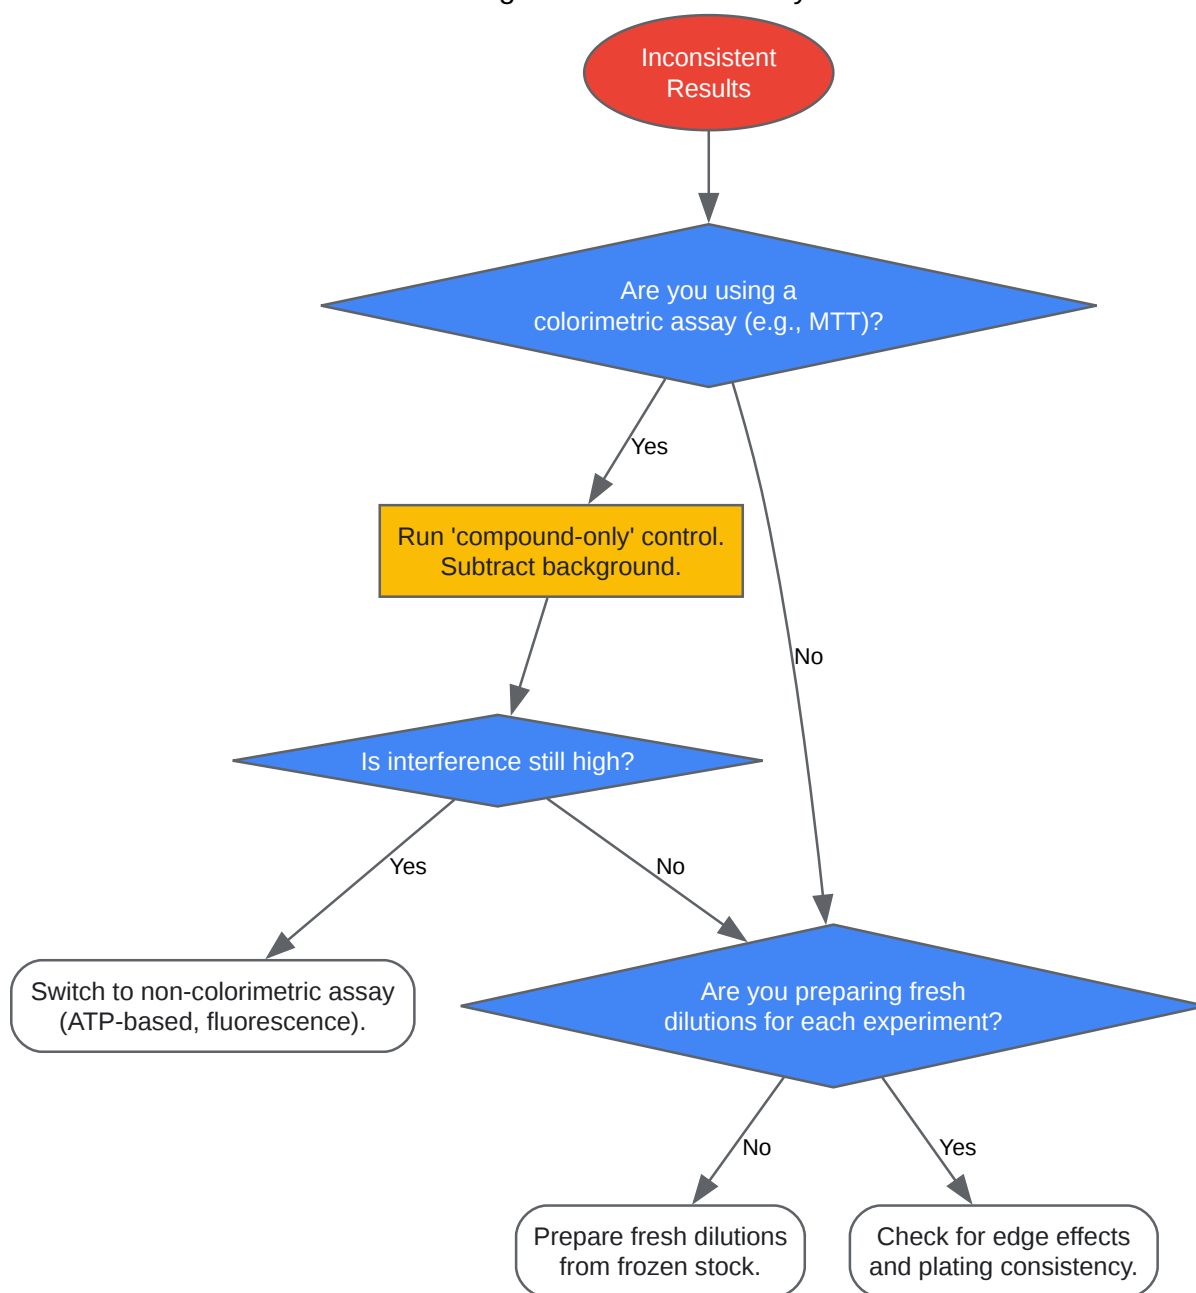 Inconsistent
Results
Are you using a
colorimetric assay (e.g., MTT)?
Yes
Run 'compound-only' control.
Subtract background.
No
Is interference still high?
Yes
No
Switch to non-colorimetric assay
(ATP-based, fluorescence).
Are you preparing fresh
dilutions for each experiment?
No
Yes
Prepare fresh dilutions
from frozen stock.
Check for edge effects
and plating consistency.